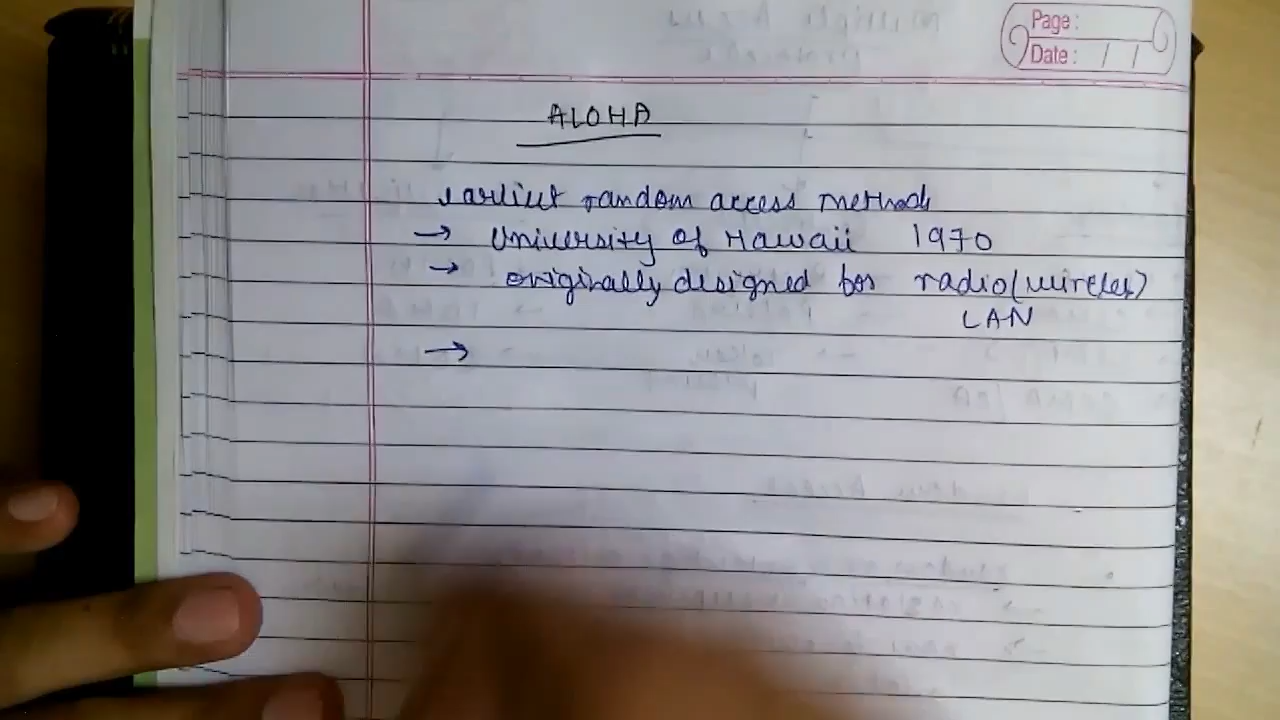 Page:
Date: / /
ALOHA
earliest random access method
→ University of Hawaii 1970
→ originally designed for radio(wireless)
LAN
→